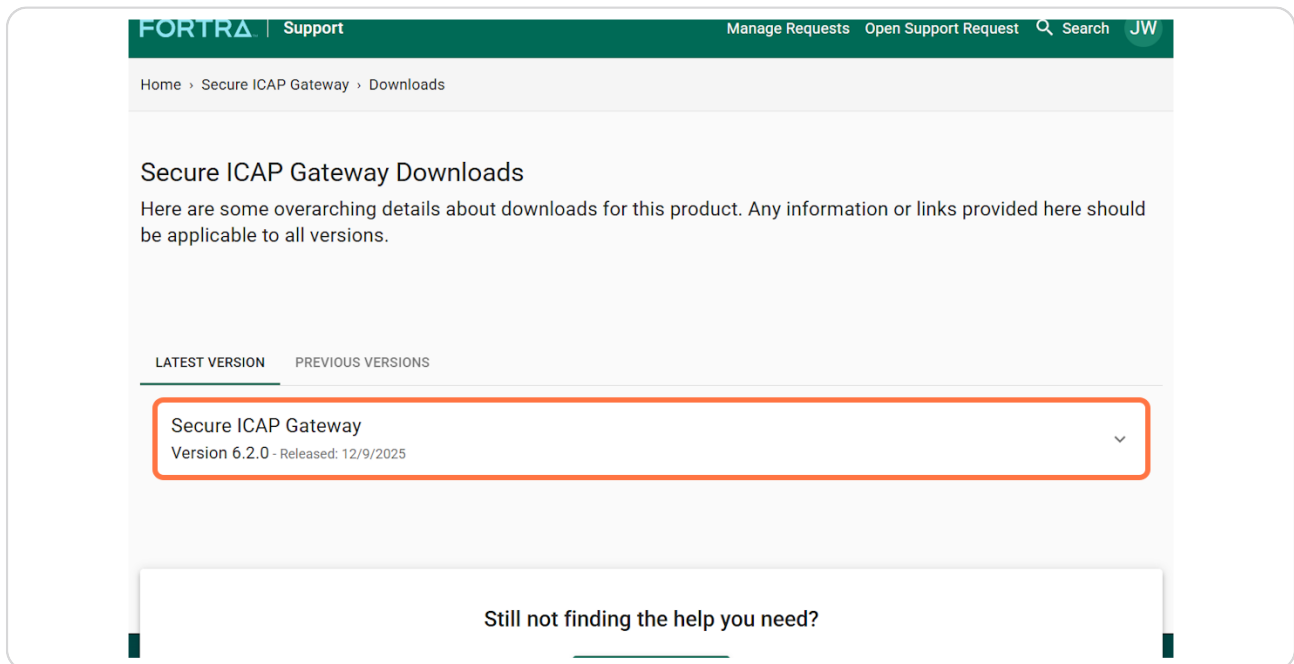 FORTRA Support Manage Requests Open Support Request Search JW
Home › Secure ICAP Gateway › Downloads
Secure ICAP Gateway Downloads
Here are some overarching details about downloads for this product. Any information or links provided here should
be applicable to all versions.
LATEST VERSION PREVIOUS VERSIONS
Secure ICAP Gateway
Version 6.2.0 - Released: 12/9/2025
Still not finding the help you need?